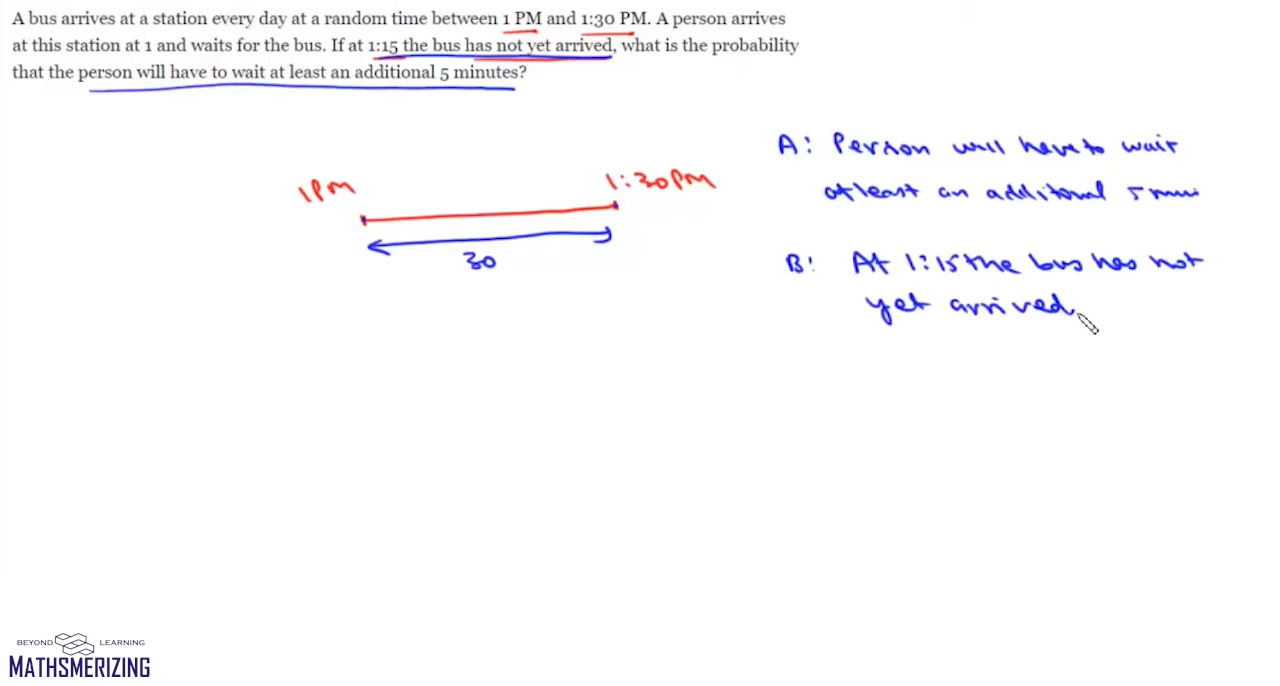 A bus arrives at a station every day at a random time between 1 PM and 1:30 PM. A person arrives
at this station at 1 and waits for the bus. If at 1:15 the bus has not yet arrived, what is the probability
that the person will have to wait at least an additional 5 minutes?
A: Person will have to wait
1PM 1:30PM
atleast an additonal 5 min
30
B: At 1:15 the bus has not
yet arrived
BEYOND LEARNING
MATHSMERIZING